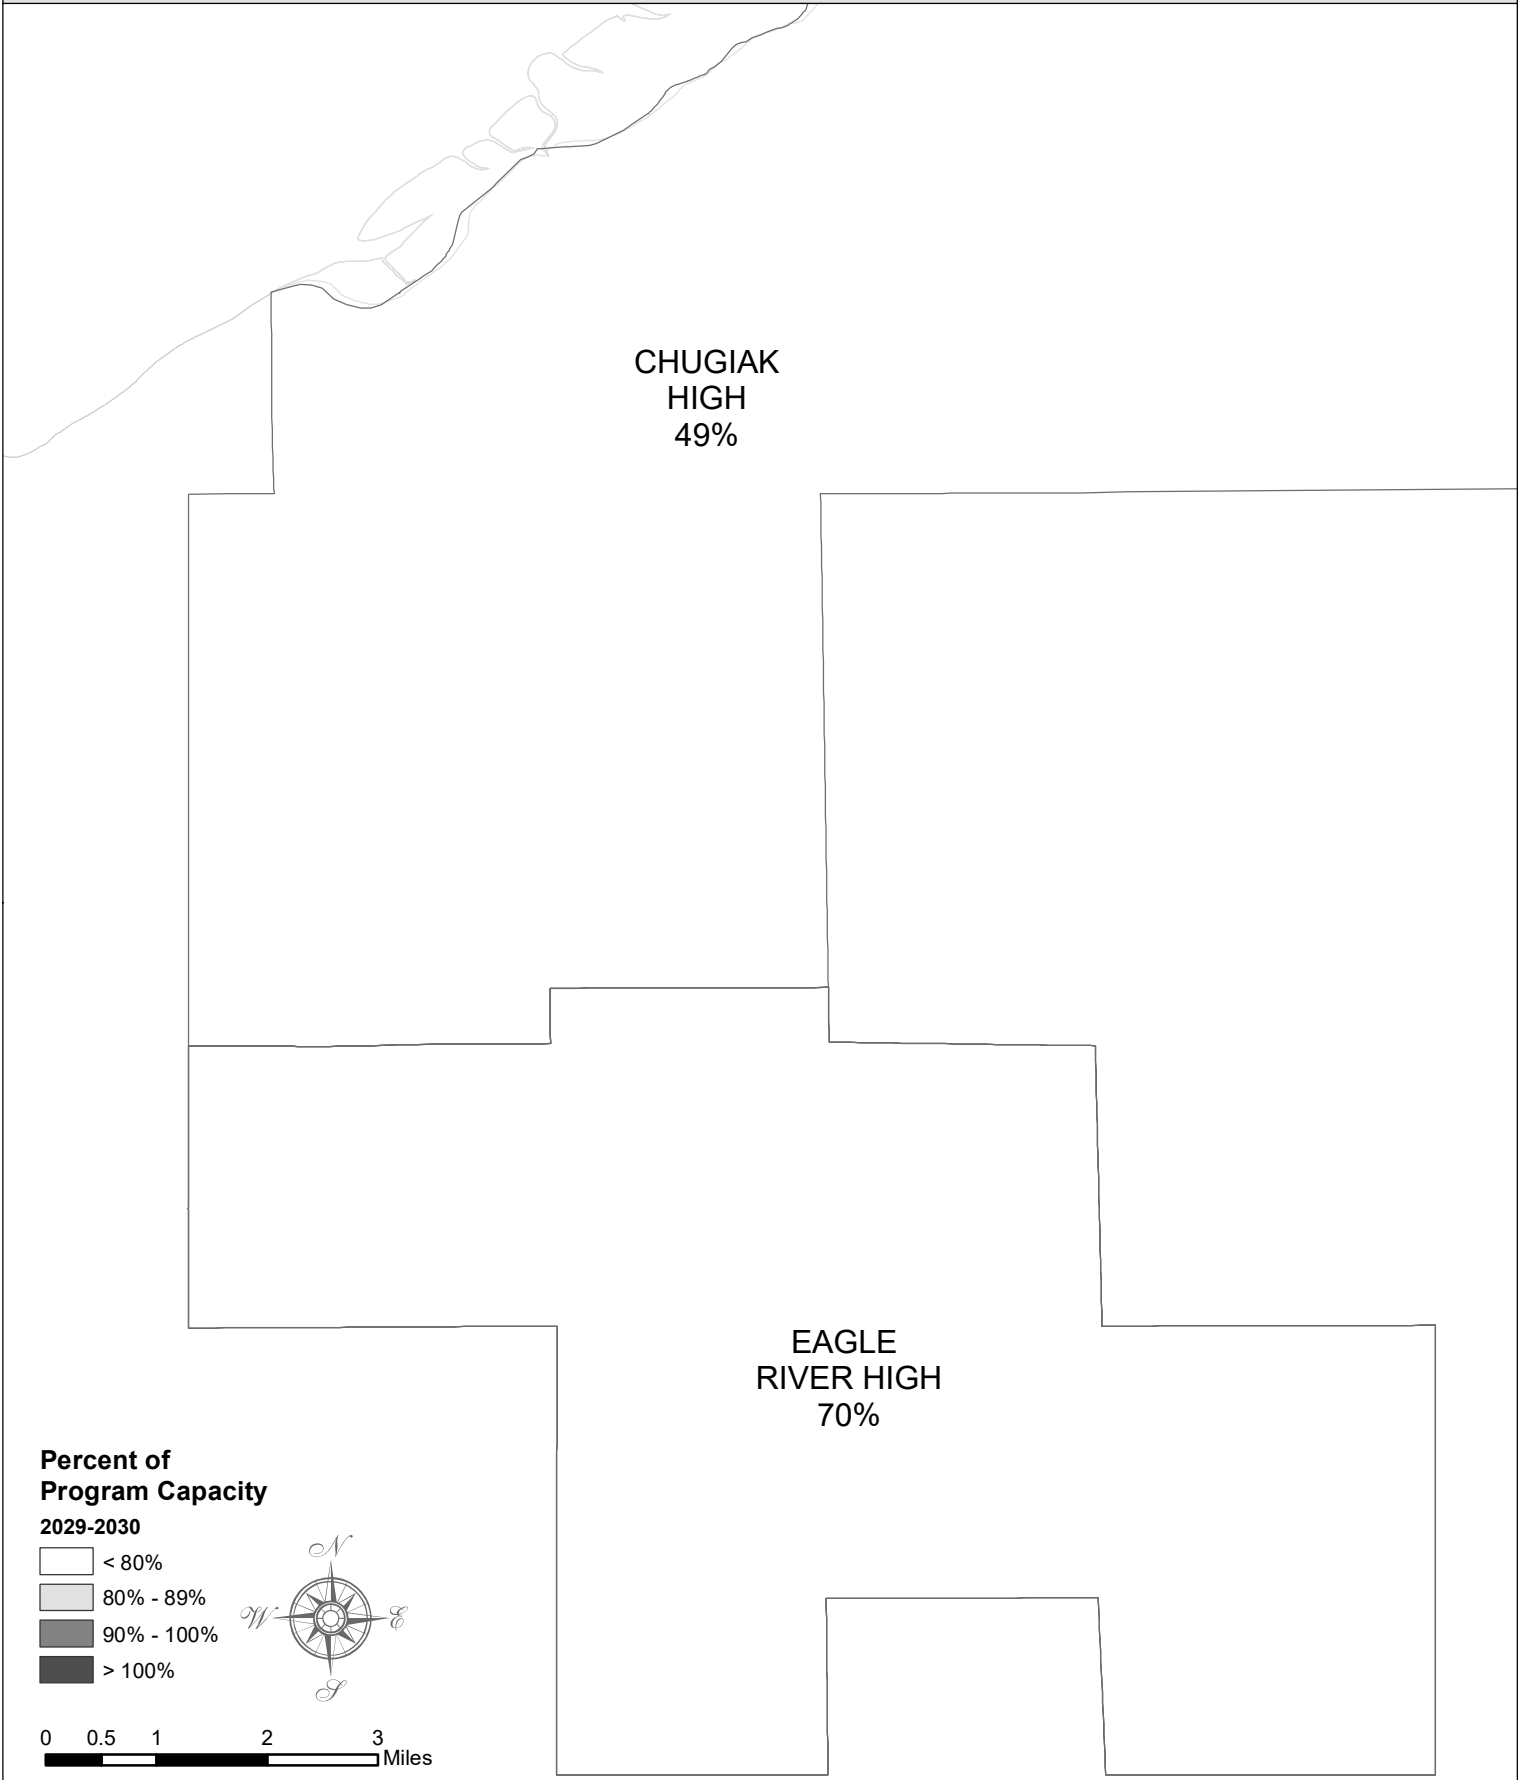 CHUGIAK
HIGH
49%
EAGLE
RIVER HIGH
70%
Percent of
Program Capacity
2029-2030
< 80%
80% - 89%
90% - 100%
> 100%
N
W E
S
0 0.5 1 2 3
Miles